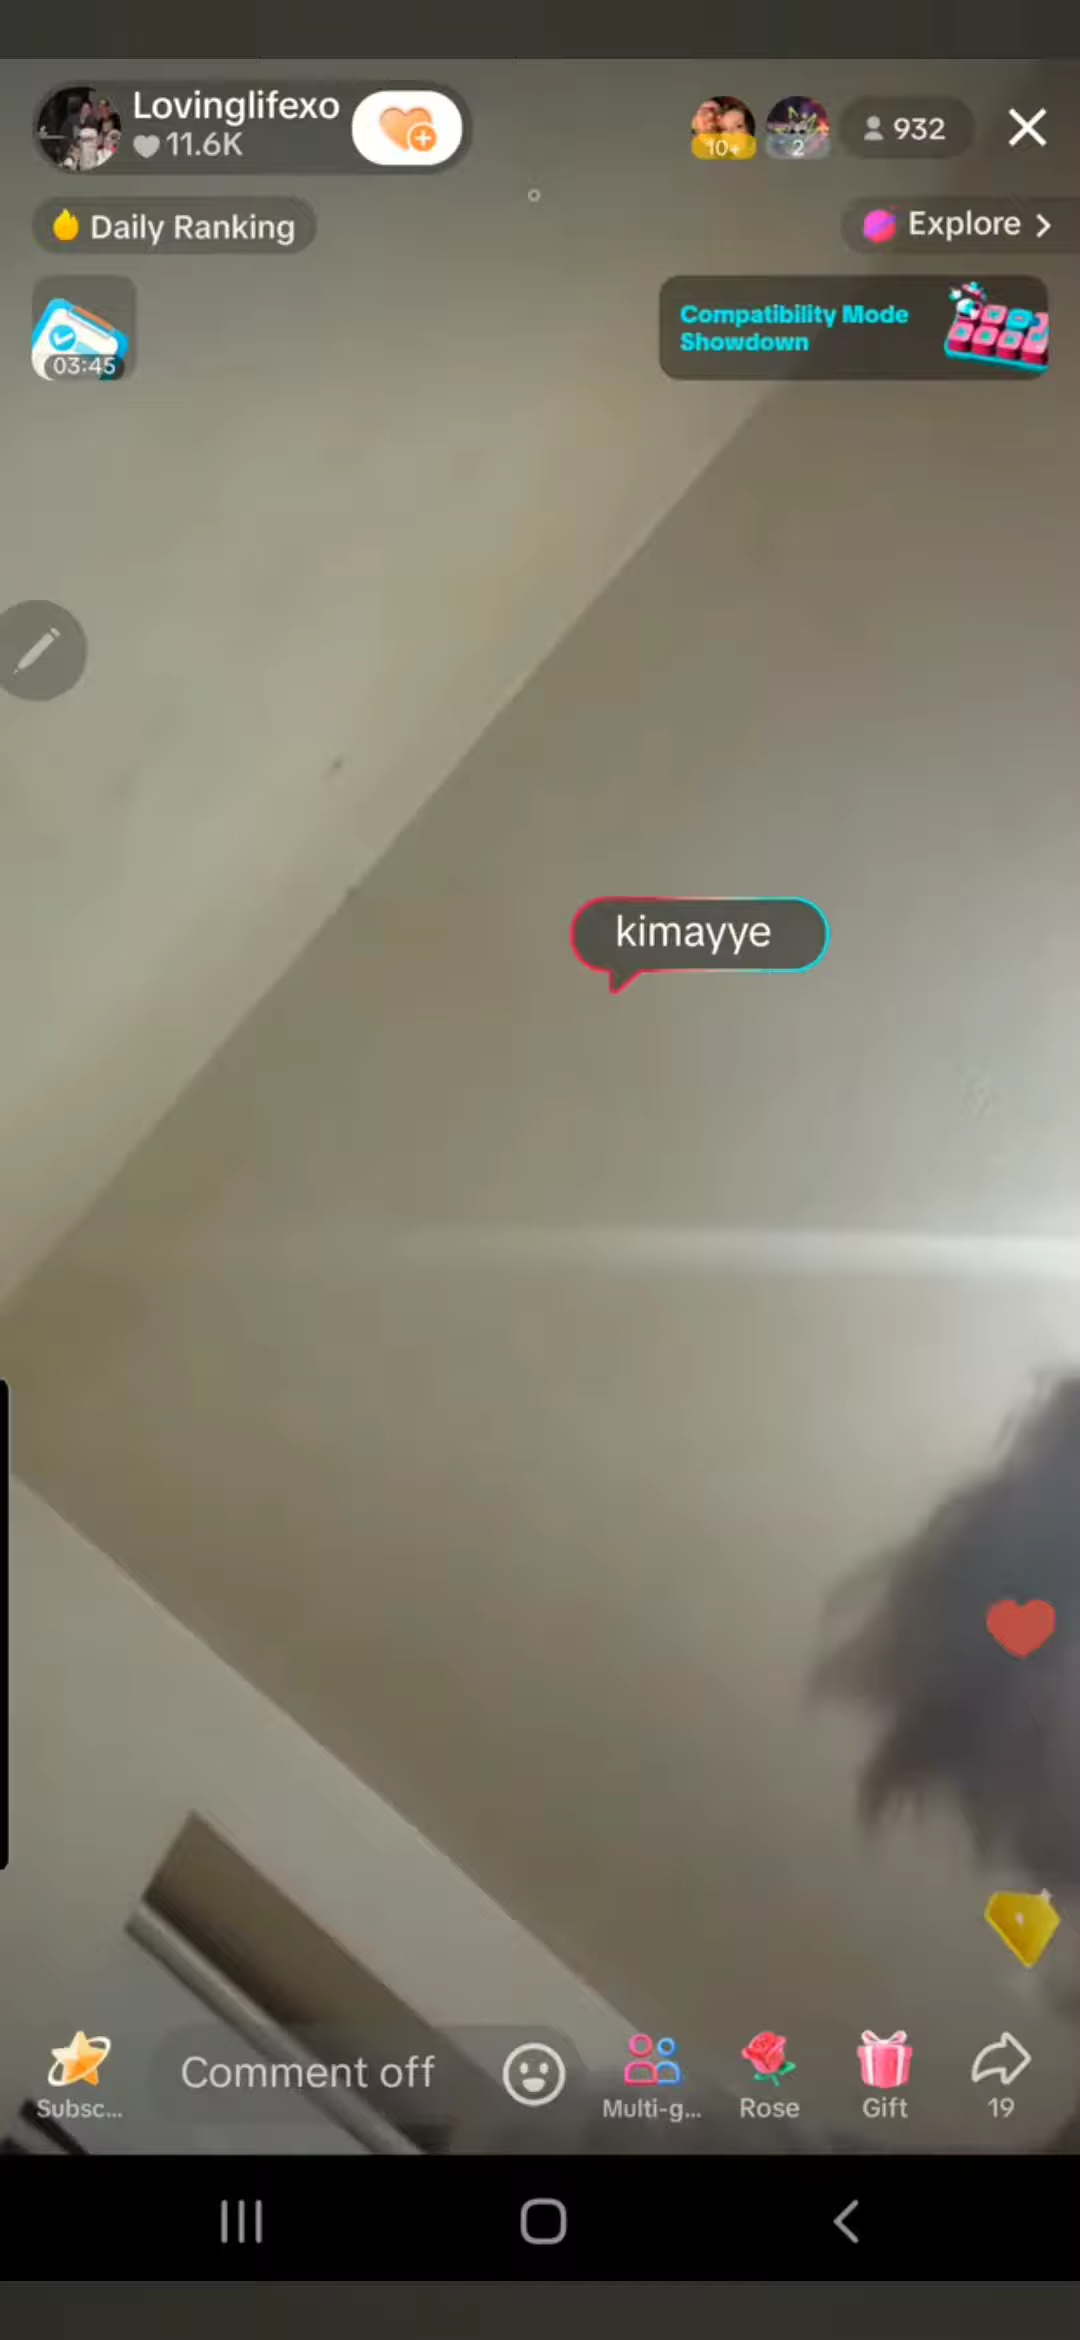 Lovinglifexo
11.6K
10+
2
932
Daily Ranking
Explore
03:45
Compatibility Mode
Showdown
kimayye
Comment off
Subsc...
Multi-g...
Rose
Gift
19